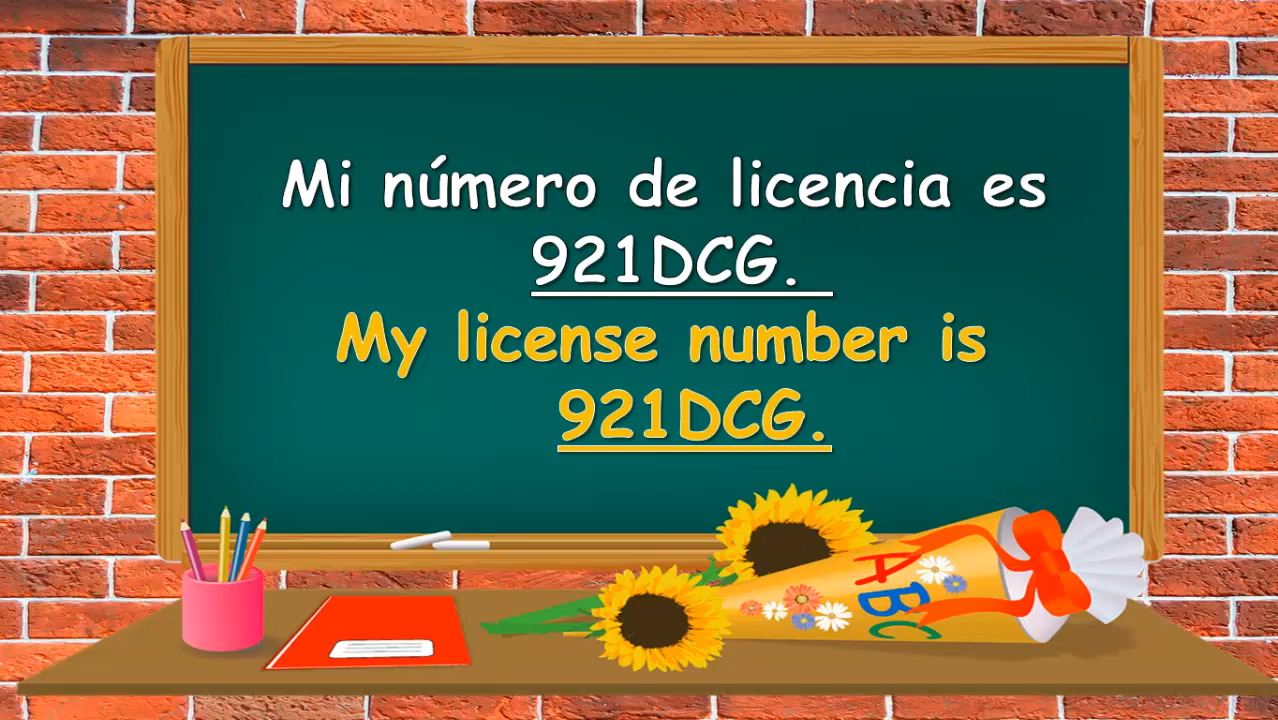 Mi número de licencia es
921DCG.
My license number is
921DCG.
ABC